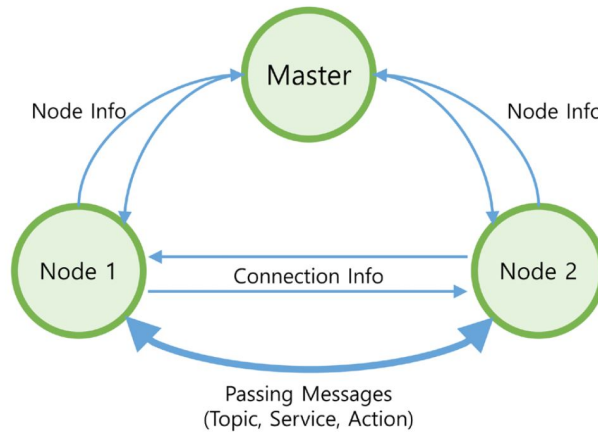 Master
Node Info
Node Info
Node 1
Connection Info
Node 2
Passing Messages
(Topic, Service, Action)